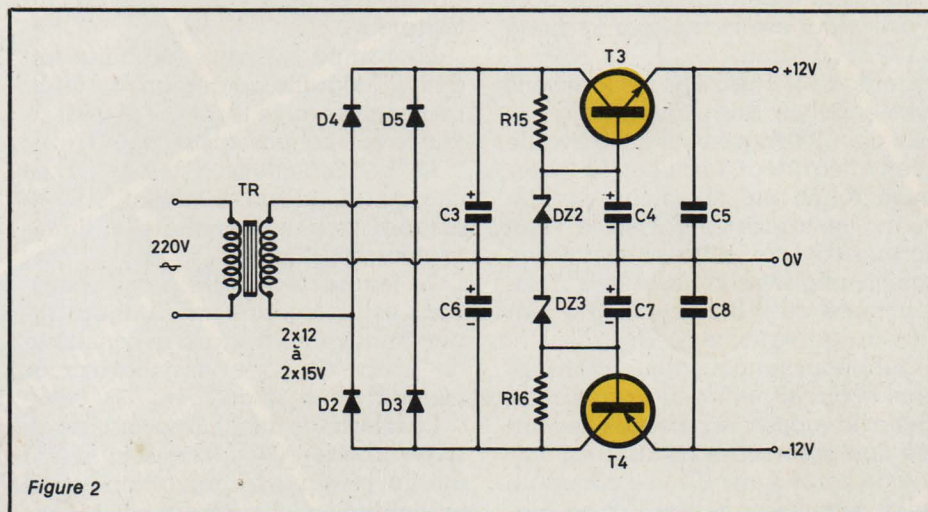 T3
+12V
D4
D5
R15
TR
+
C3
-
DZ2
+
C4
-
C5
220V
0V
+
C6
-
DZ3
+
C7
-
C8
2x12
à
2x15V
D2
D3
R16
T4
-12V
Figure 2